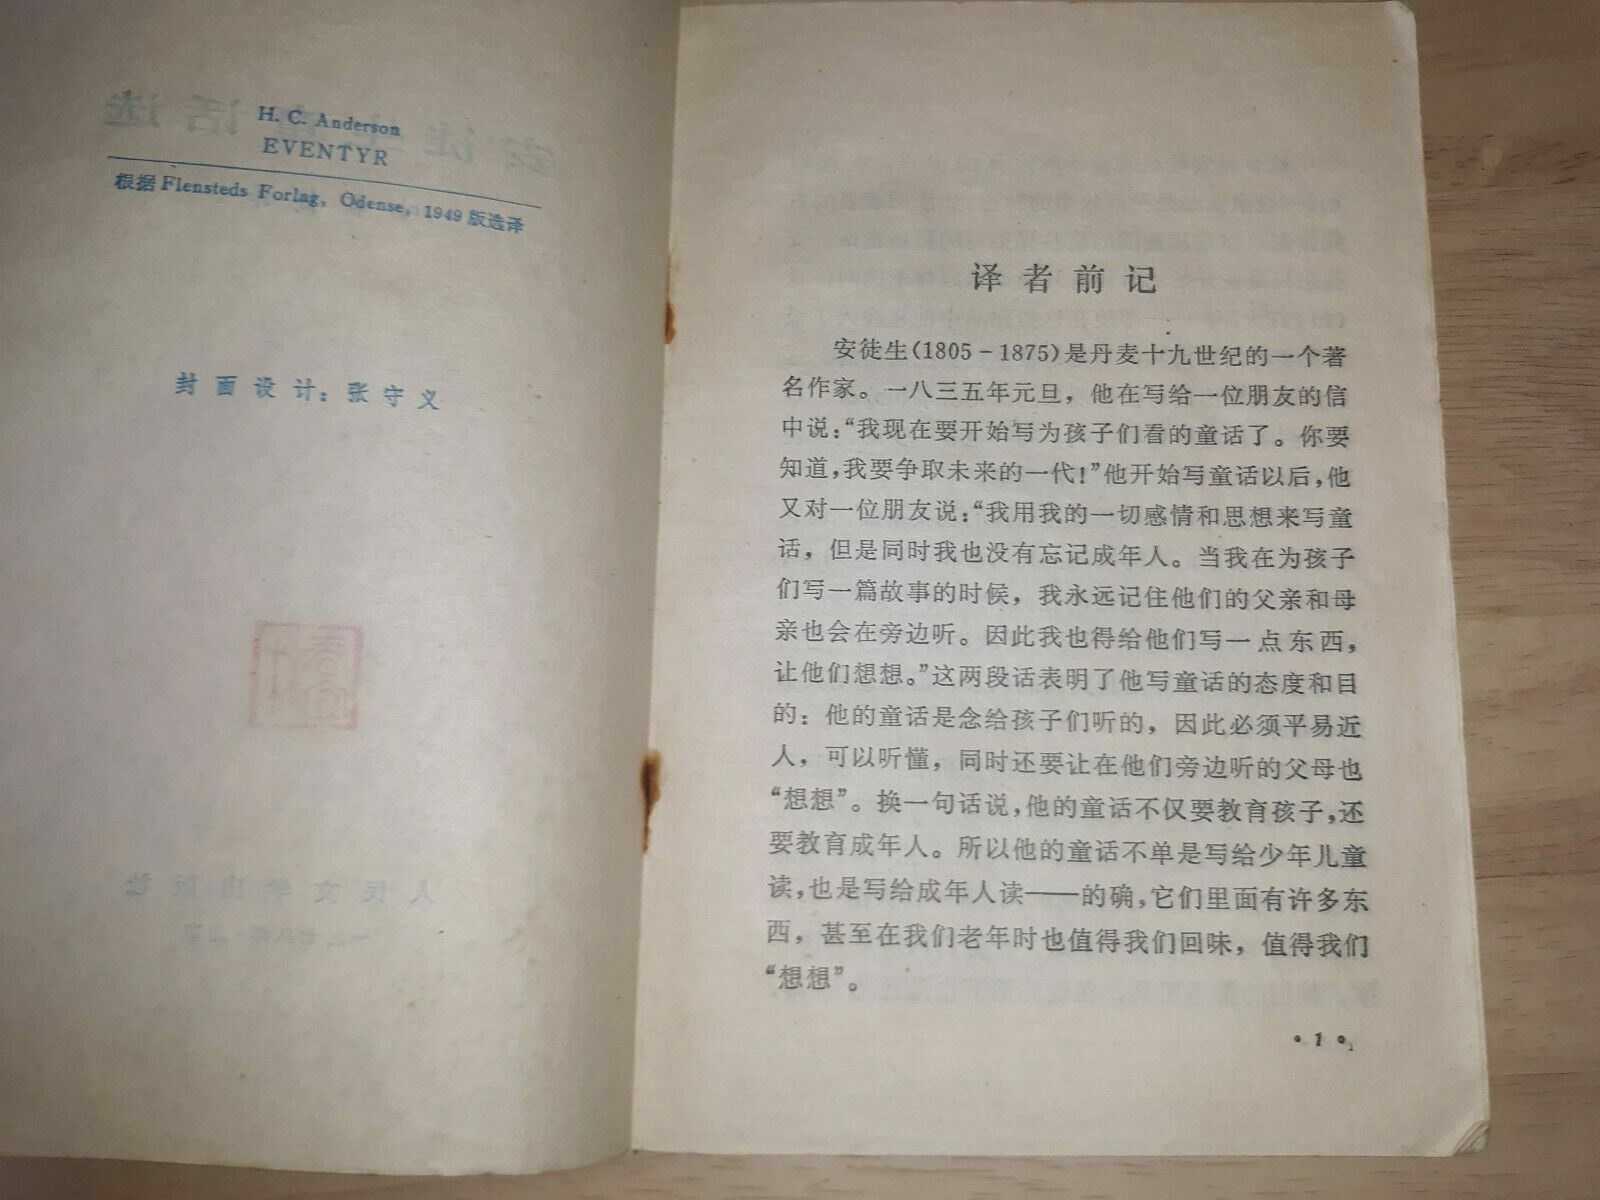 H. C. Anderson
EVENTYR
根据 Flensteds Forlag, Odense, 1949 版选译
封面设计：张守义
译者前记
安徒生(1805－1875)是丹麦十九世纪的一个著
名作家。一八三五年元旦，他在写给一位朋友的信
中说：“我现在要开始写为孩子们看的童话了。你要
知道，我要争取未来的一代！”他开始写童话以后，他
又对一位朋友说：“我用我的一切感情和思想来写童
话，但是同时我也没有忘记成年人。当我在为孩子
们写一篇故事的时候，我永远记住他们的父亲和母
亲也会在旁边听。因此我也得给他们写一点东西，
让他们想想。”这两段话表明了他写童话的态度和目
的：他的童话是念给孩子们听的，因此必须平易近
人，可以听懂，同时还要让在他们旁边听的父母也
“想想”。换一句话说，他的童话不仅要教育孩子，还
要教育成年人。所以他的童话不单是写给少年儿童
读，也是写给成年人读——的确，它们里面有许多东
西，甚至在我们老年时也值得我们回味，值得我们
“想想”。
• 1 •